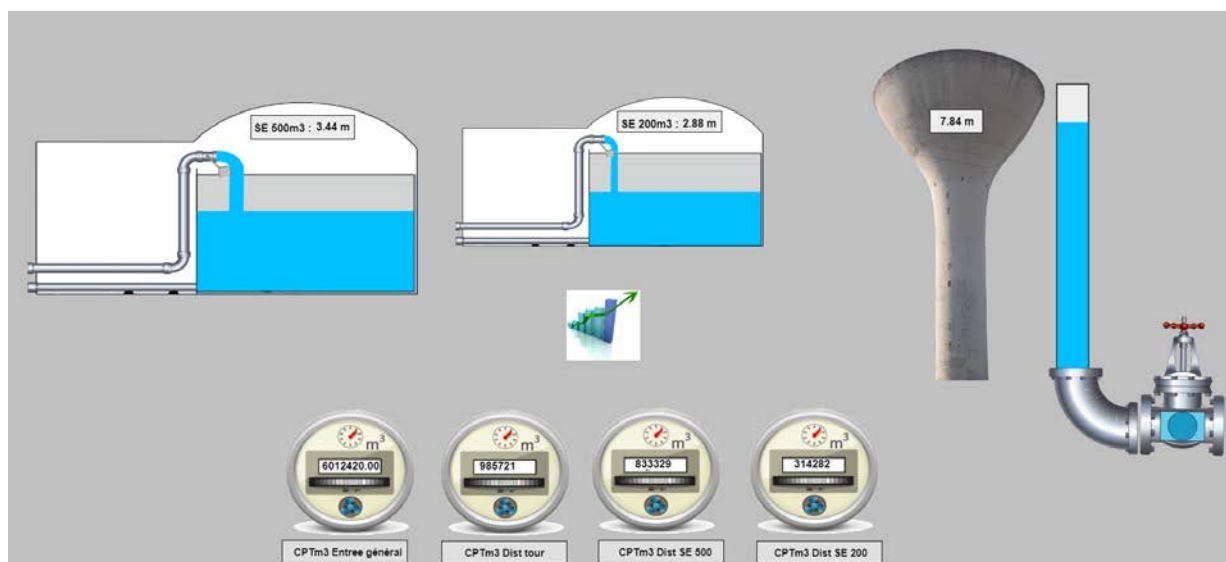 SE 500m3 : 3.44 m
SE 200m3 : 2.88 m
7.84 m
m3
m3
m3
m3
6012420.00
985721
833329
314282
CPTm3 Entree général
CPTm3 Dist tour
CPTm3 Dist SE 500
CPTm3 Dist SE 200